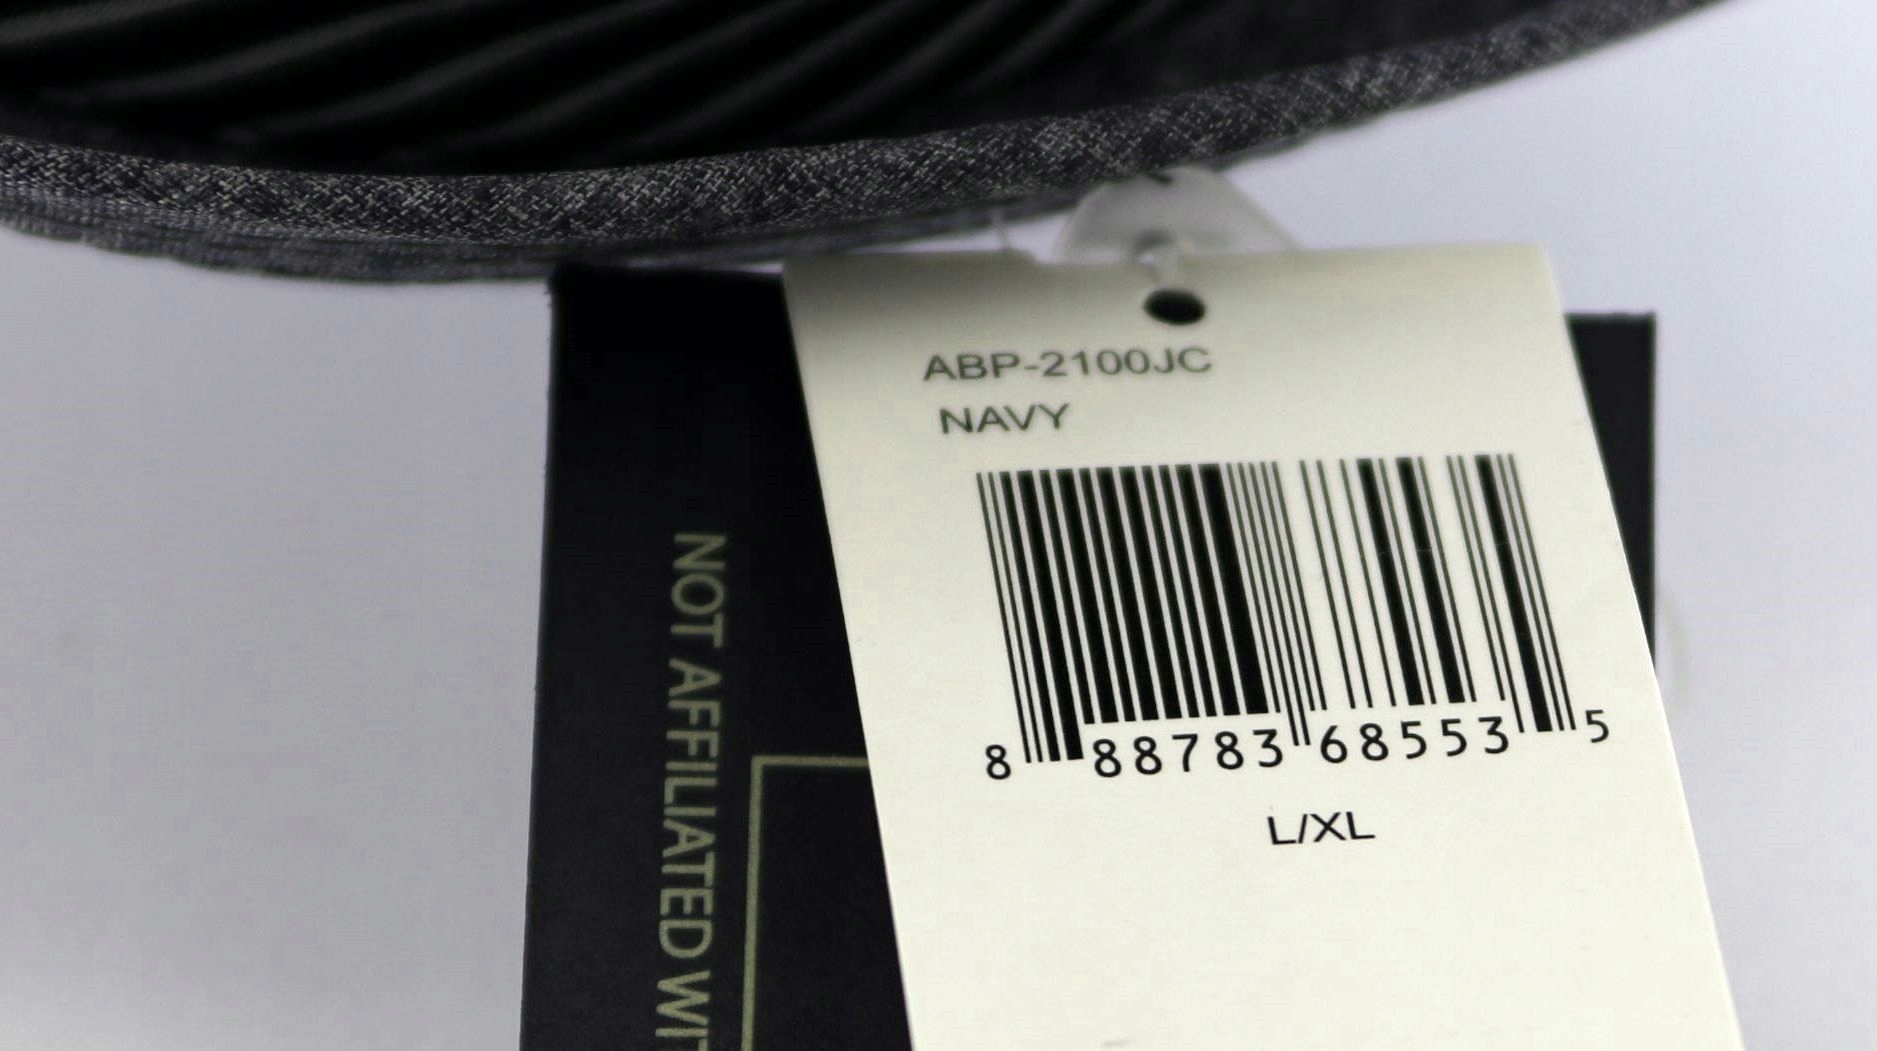 ABP-2100JC
NAVY
8 88783 68553 5
L/XL
NOT AFFILIATED